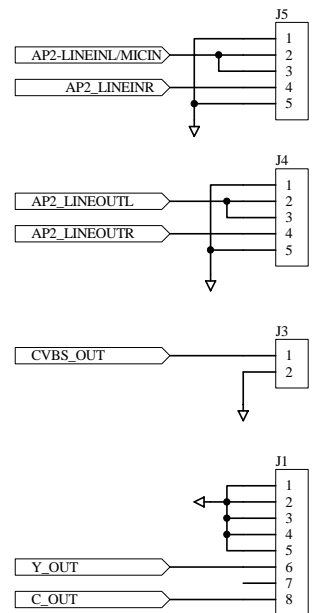 J5
1
AP2-LINEINL/MICIN 2
3
AP2_LINEINR 4
5
J4
1
AP2_LINEOUTL 2
3
AP2_LINEOUTR 4
5
J3
CVBS_OUT 1
2
J1
1
2
3
4
5
Y_OUT 6
7
C_OUT 8